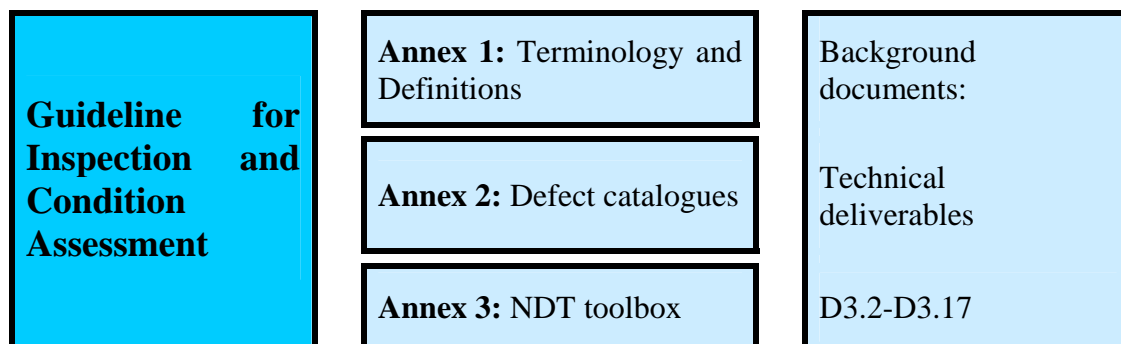 Guideline for
Inspection and
Condition
Assessment
Annex 1: Terminology and
Definitions
Annex 2: Defect catalogues
Annex 3: NDT toolbox
Background
documents:
Technical
deliverables
D3.2-D3.17